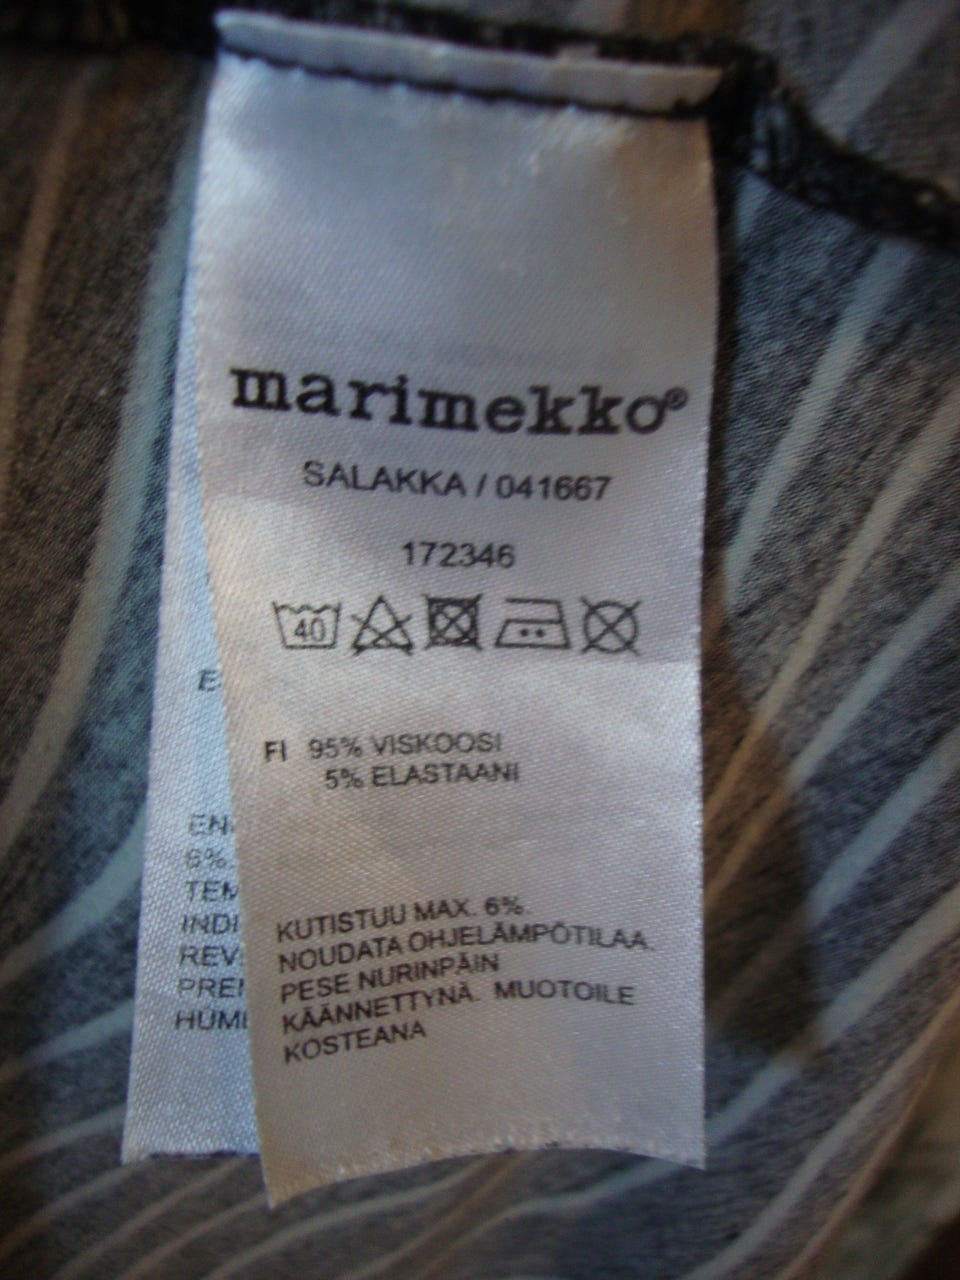 marimekko®
SALAKKA / 041667
172346
40
FI 95% VISKOOSI
5% ELASTAANI
KUTISTUU MAX. 6%.
NOUDATA OHJELÄMPÖTILAA.
PESE NURINPÄIN
KÄÄNNETTYNÄ. MUOTOILE
KOSTEANA
6%